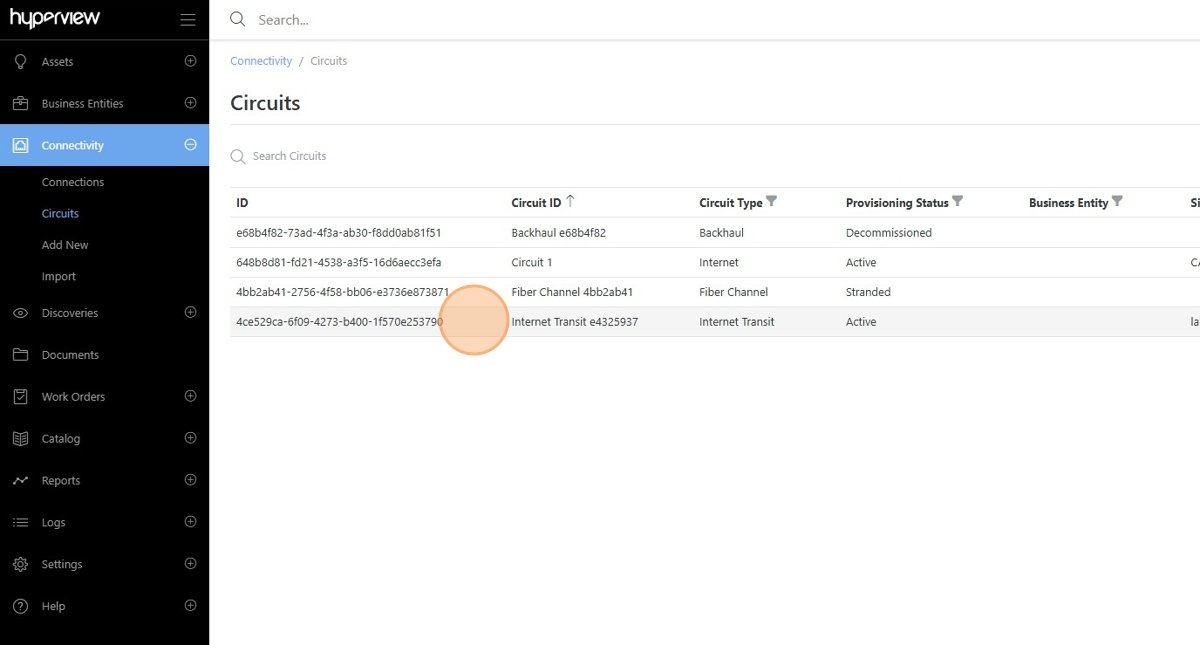 hyperview
Search...
Assets
Business Entities
Connectivity
Connections
Circuits
Add New
Import
Discoveries
Documents
Work Orders
Catalog
Reports
Logs
Settings
Help
Connectivity / Circuits
Circuits
Search Circuits
ID Circuit ID Circuit Type Provisioning Status Business Entity Si
e68b4f82-73ad-4f3a-ab30-f8dd0ab81f51 Backhaul e68b4f82 Backhaul Decommissioned
648b8d81-fd21-4538-a3f5-16d6aecc3efa Circuit 1 Internet Active CA
4bb2ab41-2756-4f58-bb06-e3736e873871 Fiber Channel 4bb2ab41 Fiber Channel Stranded
4ce529ca-6f09-4273-b400-1f570e253790 Internet Transit e4325937 Internet Transit Active la